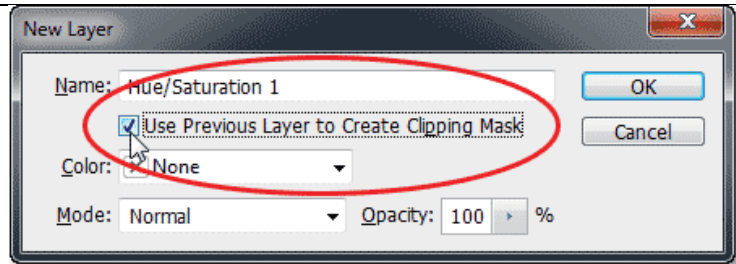 New Layer
Name: Hue/Saturation 1
OK
Use Previous Layer to Create Clipping Mask
Cancel
Color: None
Mode: Normal Opacity: 100 %